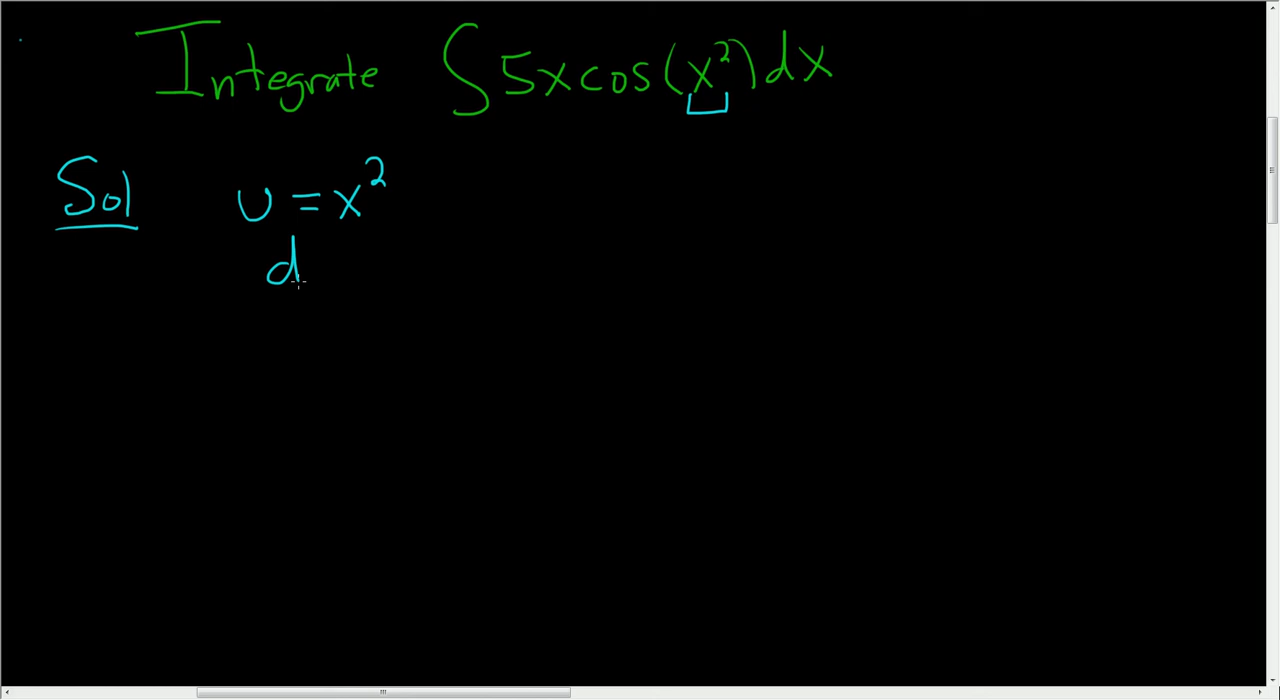 Integrate ∫5xcos(x²)dx
Sol u = x²
d